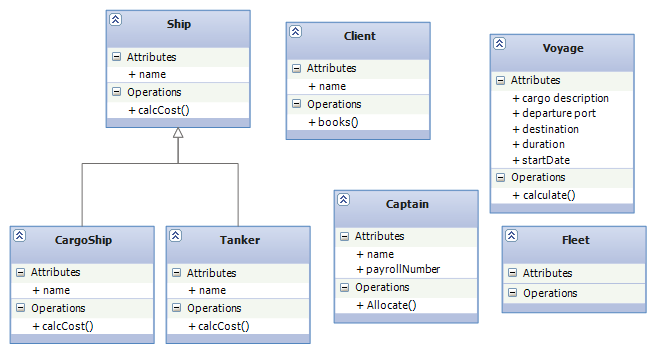 Ship
Attributes
+ name
Operations
+ calcCost()
Client
Attributes
+ name
Operations
+ books()
Voyage
Attributes
+ cargo description
+ departure port
+ destination
+ duration
+ startDate
Operations
+ calculate()
CargoShip
Attributes
+ name
Operations
+ calcCost()
Tanker
Attributes
+ name
Operations
+ calcCost()
Captain
Attributes
+ name
+ payrollNumber
Operations
+ Allocate()
Fleet
Attributes
Operations